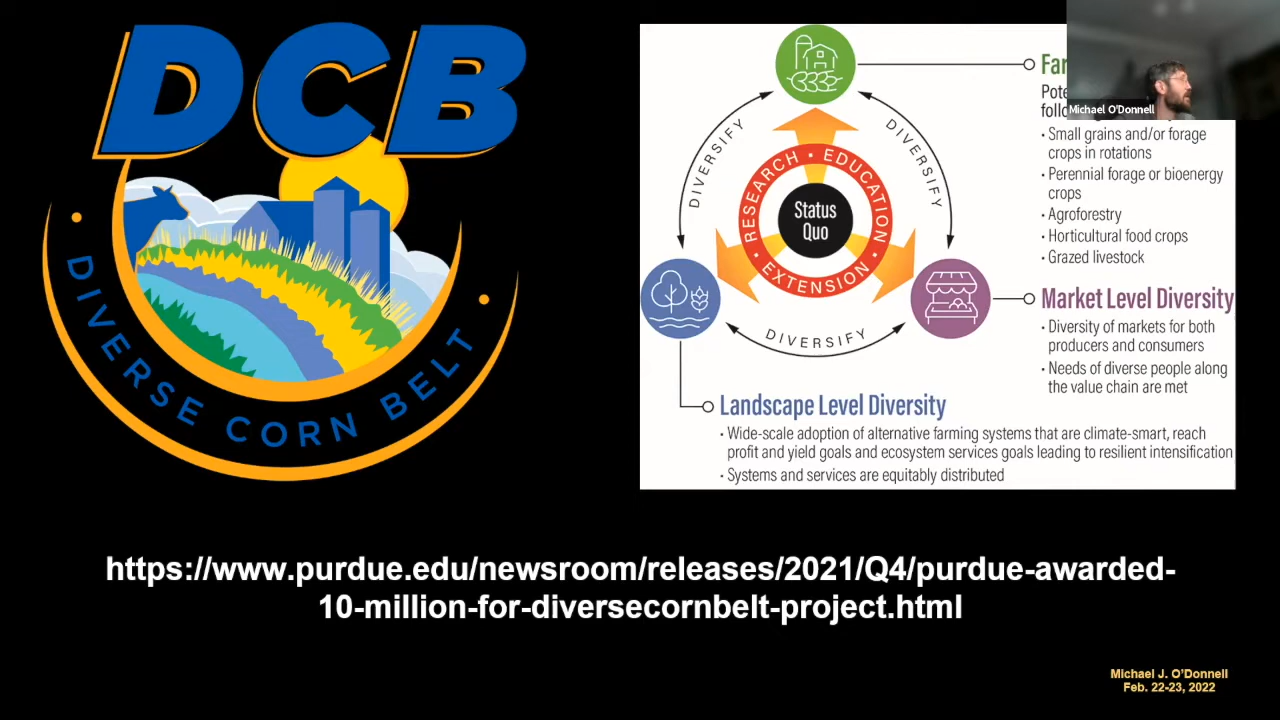 DCB
DIVERSE CORN BELT
DIVERSIFY
DIVERSIFY
DIVERSIFY
RESEARCH • EDUCATION • EXTENSION •
Status
Quo
Michael O'Donnell
• Small grains and/or forage
crops in rotations
• Perennial forage or bioenergy
crops
• Agroforestry
• Horticultural food crops
• Grazed livestock
Market Level Diversity
• Diversity of markets for both
producers and consumers
• Needs of diverse people along
the value chain are met
Landscape Level Diversity
• Wide-scale adoption of alternative farming systems that are climate-smart, reach
profit and yield goals and ecosystem services goals leading to resilient intensification
• Systems and services are equitably distributed
https://www.purdue.edu/newsroom/releases/2021/Q4/purdue-awarded-
10-million-for-diversecornbelt-project.html
Michael J. O'Donnell
Feb. 22-23, 2022